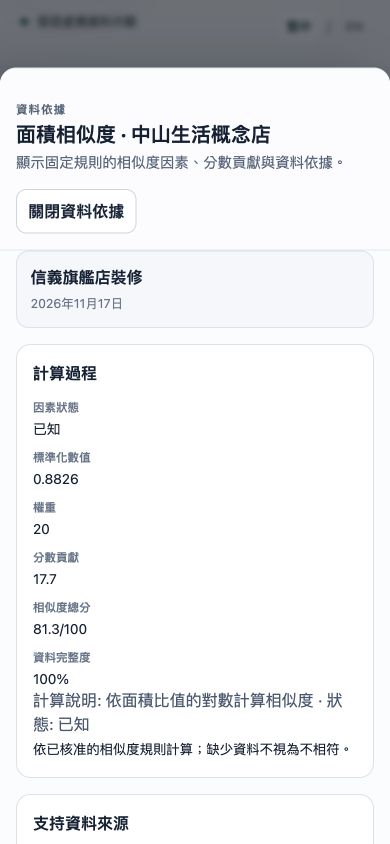 資料依據
面積相似度 · 中山生活概念店
顯示固定規則的相似度因素、分數貢獻與資料依據。
關閉資料依據
信義旗艦店裝修
2026年11月17日
計算過程
因素狀態
已知
標準化數值
0.8826
權重
20
分數貢獻
17.7
相似度總分
81.3/100
資料完整度
100%
計算說明: 依面積比值的對數計算相似度 · 狀
態: 已知
依已核准的相似度規則計算；缺少資料不視為不相符。
支持資料來源